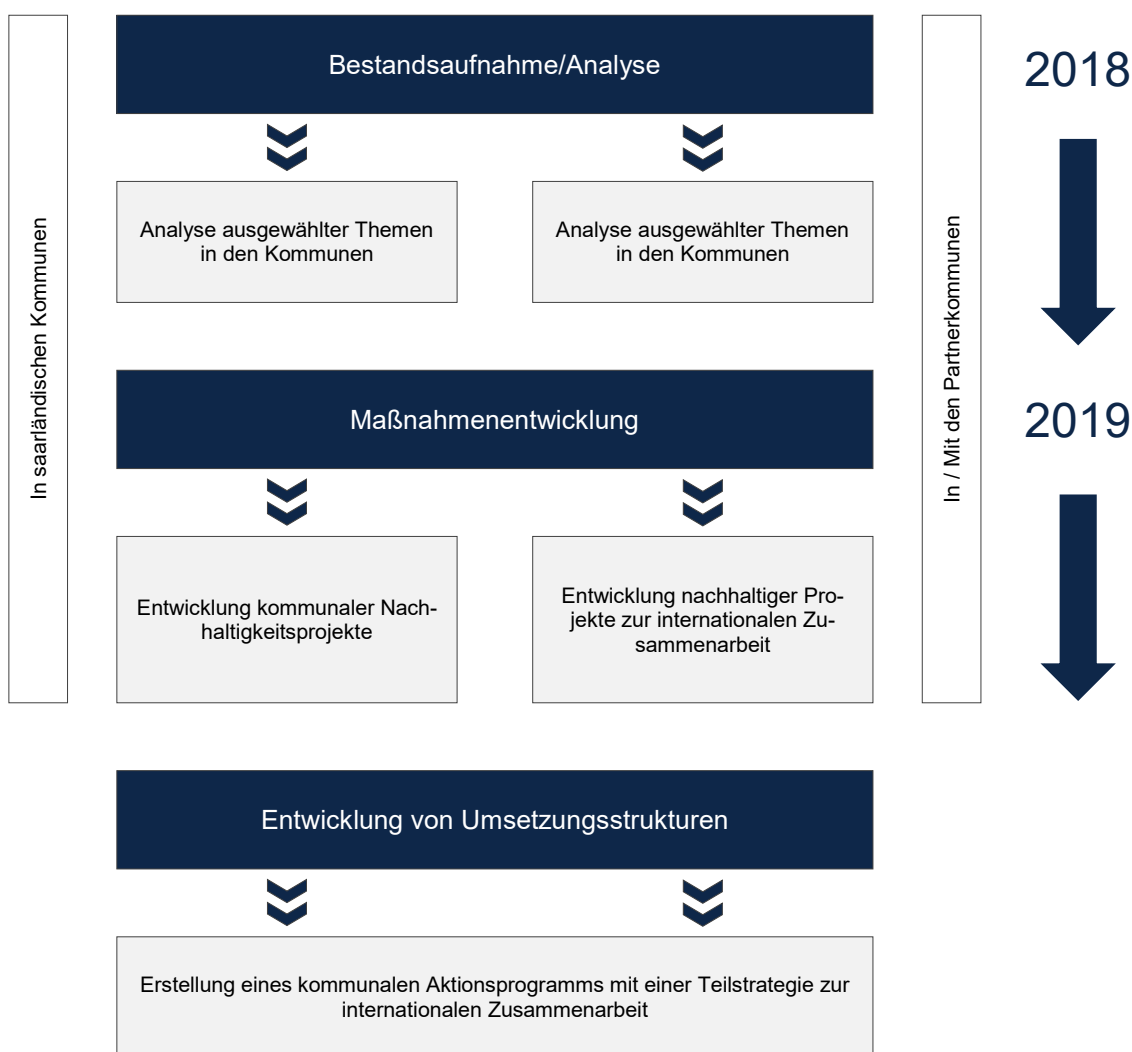 In saarländischen Kommunen
Bestandsaufnahme/Analyse
Analyse ausgewählter Themen
in den Kommunen
Analyse ausgewählter Themen
in den Kommunen
In / Mit den Partnerkommunen
2018
Maßnahmenentwicklung
2019
Entwicklung kommunaler Nach-
haltigkeitsprojekte
Entwicklung nachhaltiger Pro-
jekte zur internationalen Zu-
sammenarbeit
Entwicklung von Umsetzungsstrukturen
Erstellung eines kommunalen Aktionsprogramms mit einer Teilstrategie zur
internationalen Zusammenarbeit